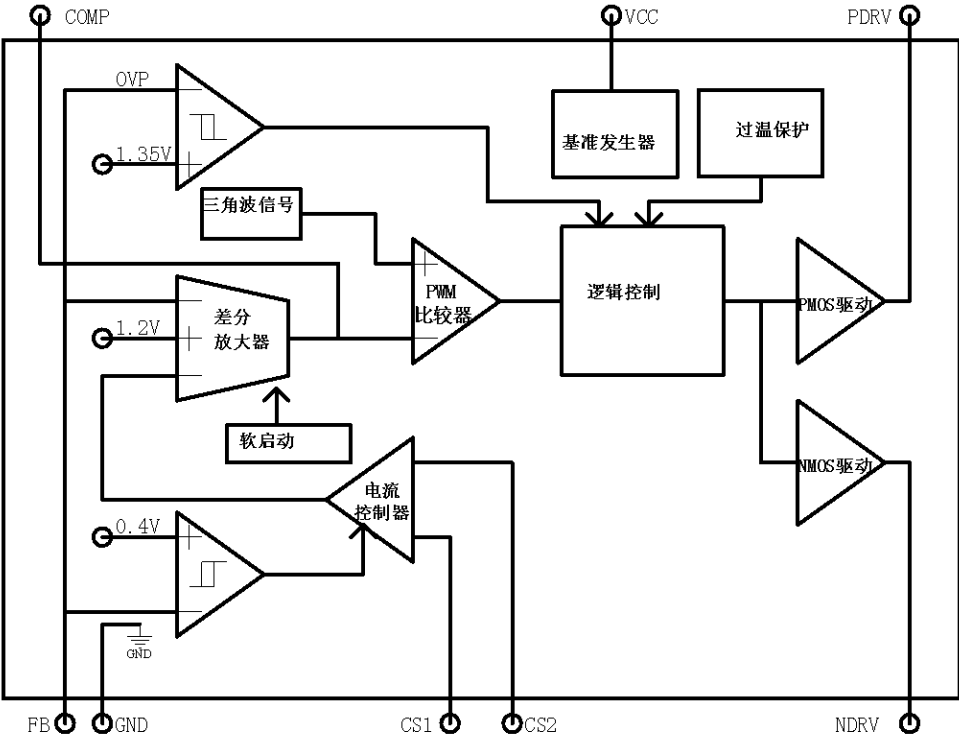 COMP
VCC
PDRV
OVP
1.35V
基准发生器
过温保护
三角波信号
PWM
比较器
逻辑控制
PMOS驱动
差分
放大器
1.2V
软启动
电流
控制器
NMOS驱动
0.4V
GND
FB
GND
CS1
CS2
NDRV